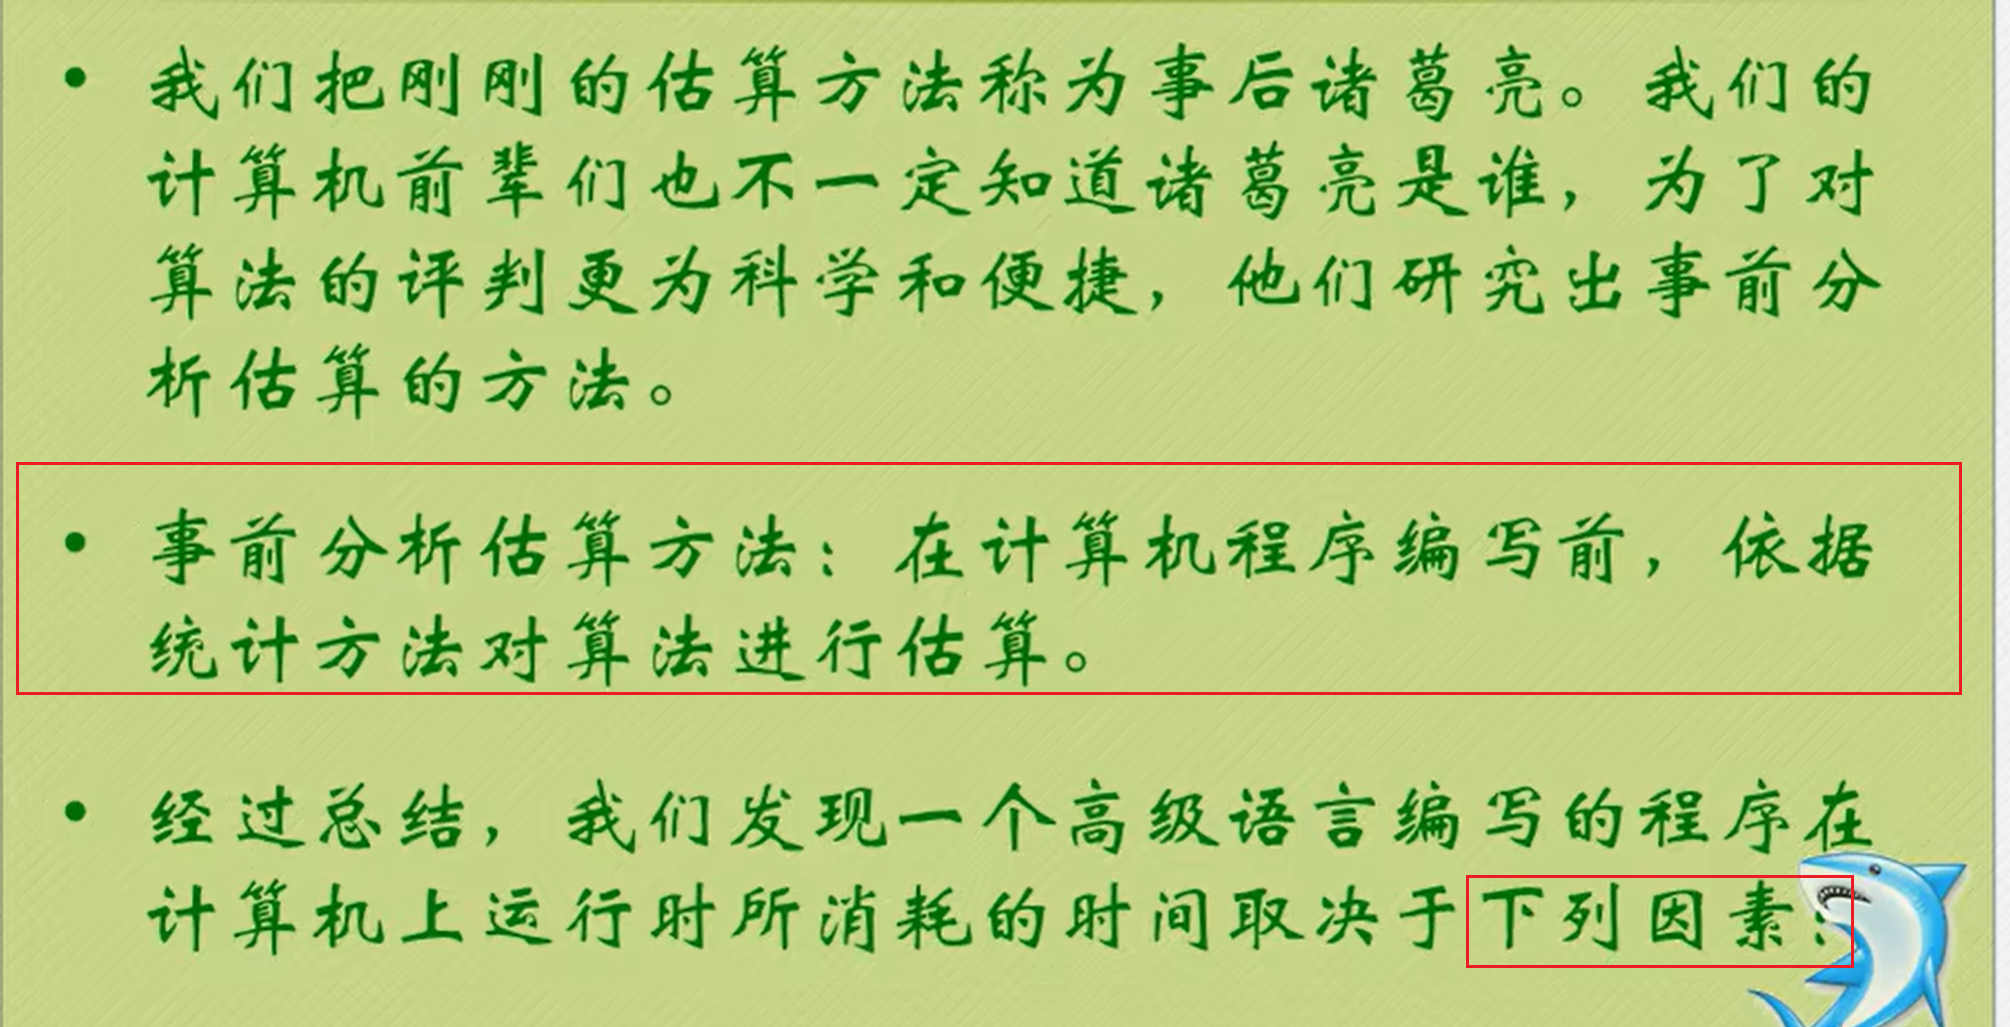 • 我们把刚刚的估算方法称为事后诸葛亮。我们的
计算机前辈们也不一定知道诸葛亮是谁，为了对
算法的评判更为科学和便捷，他们研究出事前分
析估算的方法。
• 事前分析估算方法：在计算机程序编写前，依据
统计方法对算法进行估算。
• 经过总结，我们发现一个高级语言编写的程序在
计算机上运行时所消耗的时间取决于下列因素：